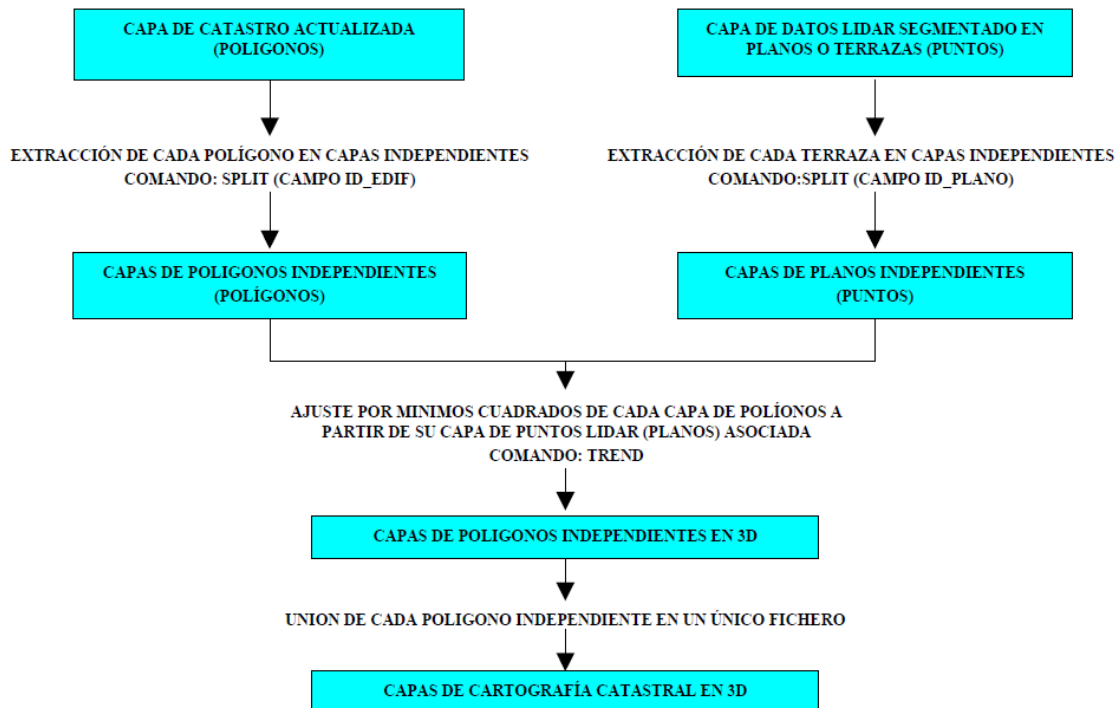 CAPA DE CATASTRO ACTUALIZADA
(POLIGONOS)
CAPA DE DATOS LIDAR SEGMENTADO EN
PLANOS O TERRAZAS (PUNTOS)
EXTRACCIÓN DE CADA POLÍGONO EN CAPAS INDEPENDIENTES
COMANDO: SPLIT (CAMPO ID_EDIF)
EXTRACCIÓN DE CADA TERRAZA EN CAPAS INDEPENDIENTES
COMANDO:SPLIT (CAMPO ID_PLANO)
CAPAS DE POLIGONOS INDEPENDIENTES
(POLÍGONOS)
CAPAS DE PLANOS INDEPENDIENTES
(PUNTOS)
AJUSTE POR MINIMOS CUADRADOS DE CADA CAPA DE POLÍONOS A
PARTIR DE SU CAPA DE PUNTOS LIDAR (PLANOS) ASOCIADA
COMANDO: TREND
CAPAS DE POLIGONOS INDEPENDIENTES EN 3D
UNION DE CADA POLIGONO INDEPENDIENTE EN UN ÚNICO FICHERO
CAPAS DE CARTOGRAFÍA CATASTRAL EN 3D